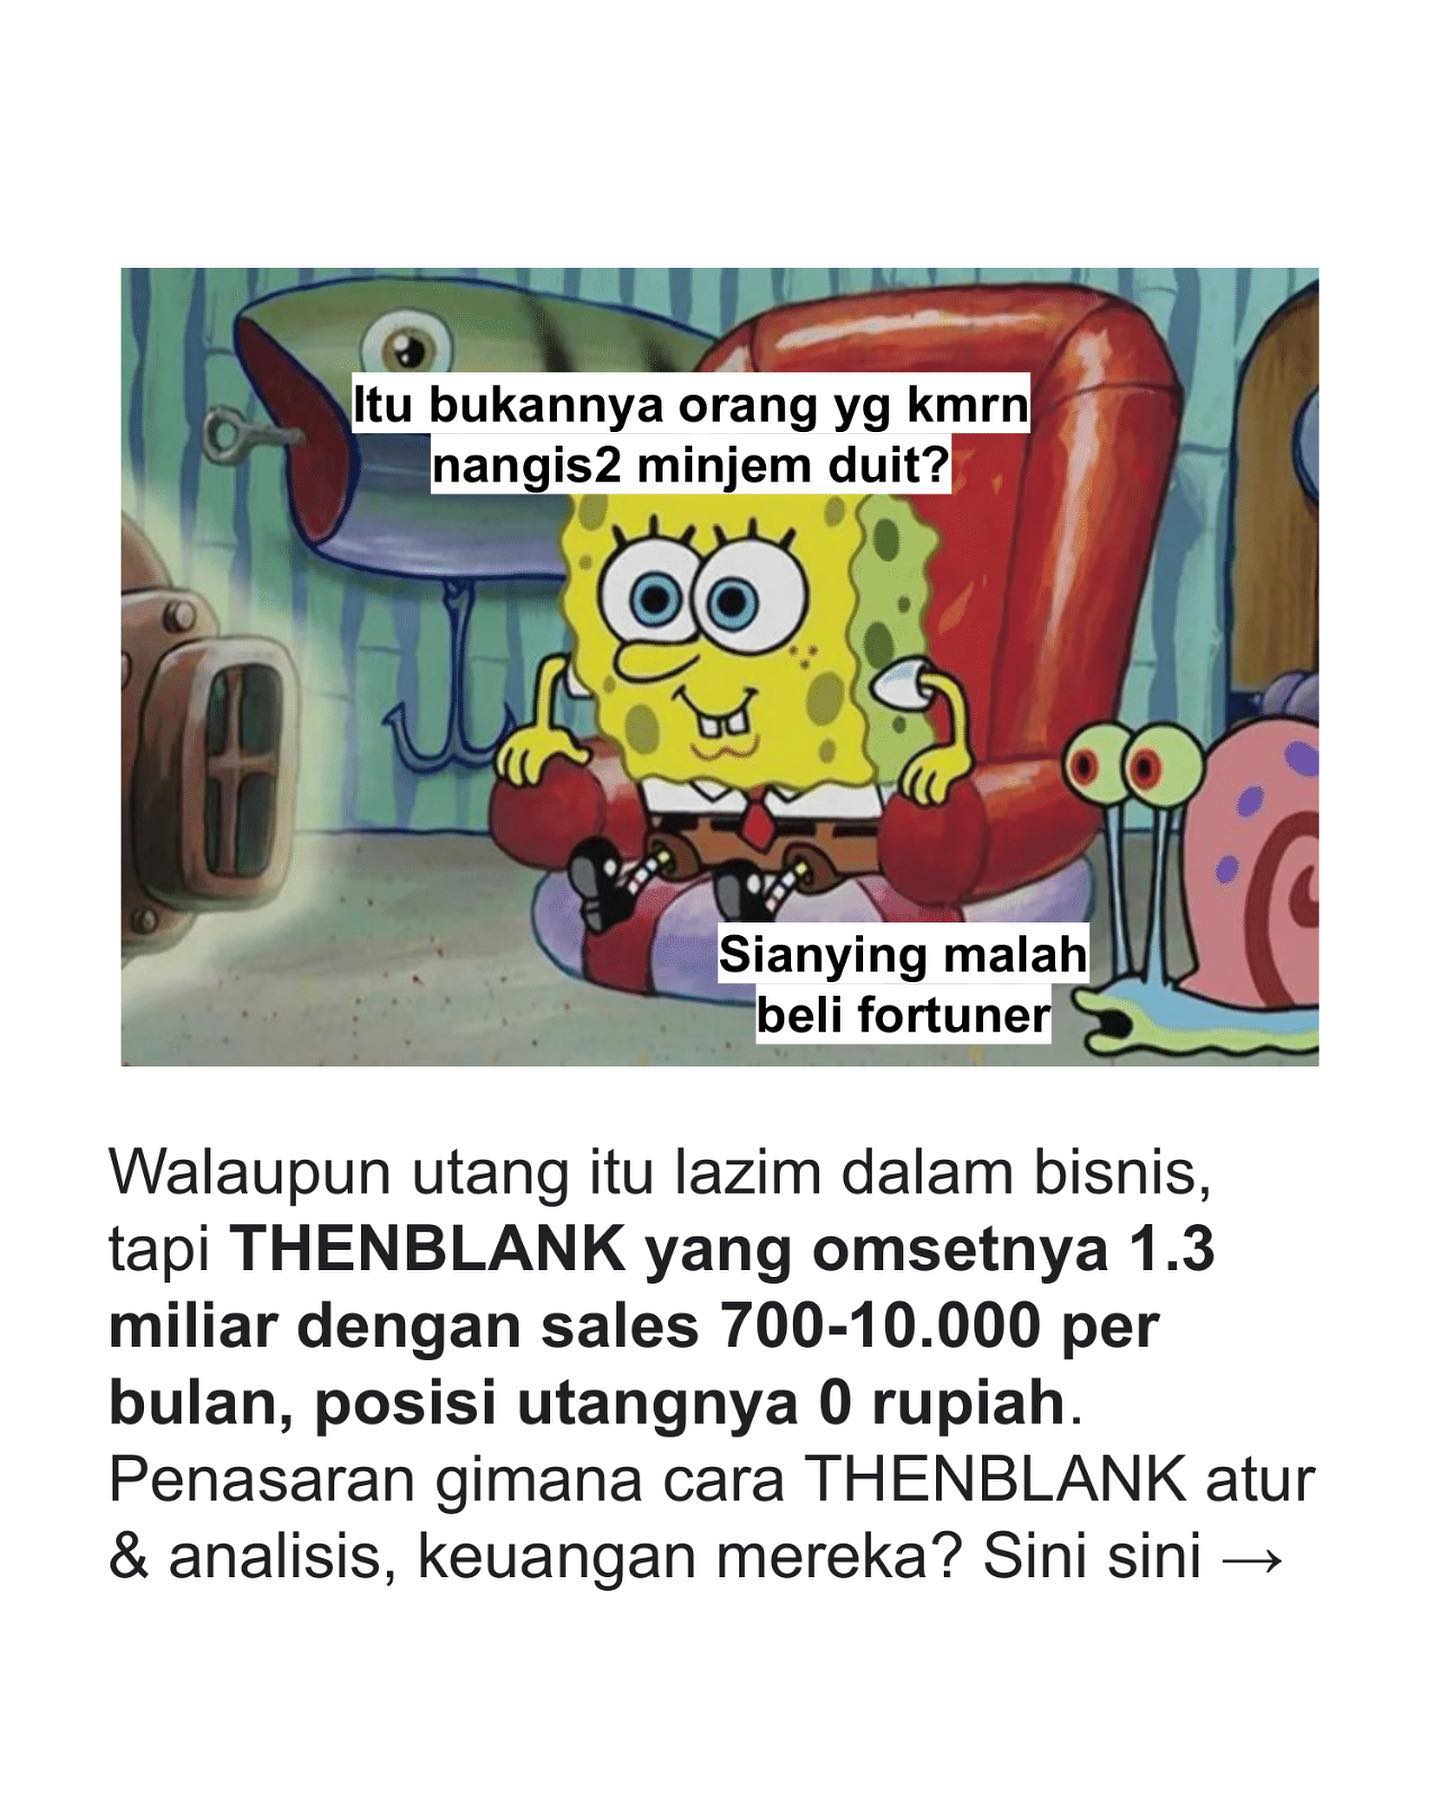 Itu bukannya orang yg kmrn
nangis2 minjem duit?
Sianying malah
beli fortuner
Walaupun utang itu lazim dalam bisnis,
tapi THENBLANK yang omsetnya 1.3
miliar dengan sales 700-10.000 per
bulan, posisi utangnya 0 rupiah.
Penasaran gimana cara THENBLANK atur
& analisis, keuangan mereka? Sini sini →